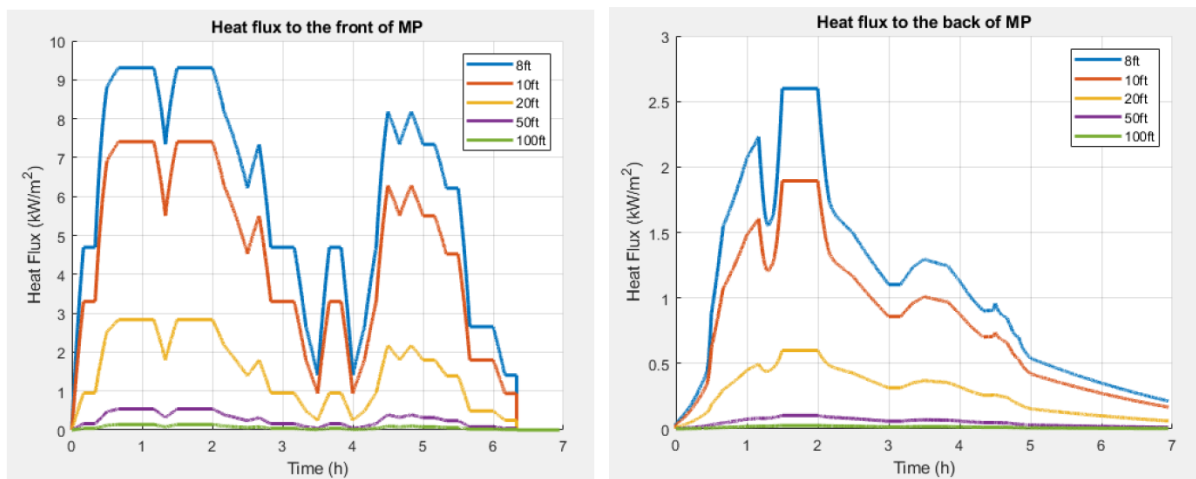 Heat flux to the front of MP
Heat Flux (kW/m²)
10
9
8
7
6
5
4
3
2
1
0
0 1 2 3 4 5 6 7
Time (h)
8ft
10ft
20ft
50ft
100ft
Heat flux to the back of MP
Heat Flux (kW/m²)
3
2.5
2
1.5
1
0.5
0
0 1 2 3 4 5 6 7
Time (h)
8ft
10ft
20ft
50ft
100ft